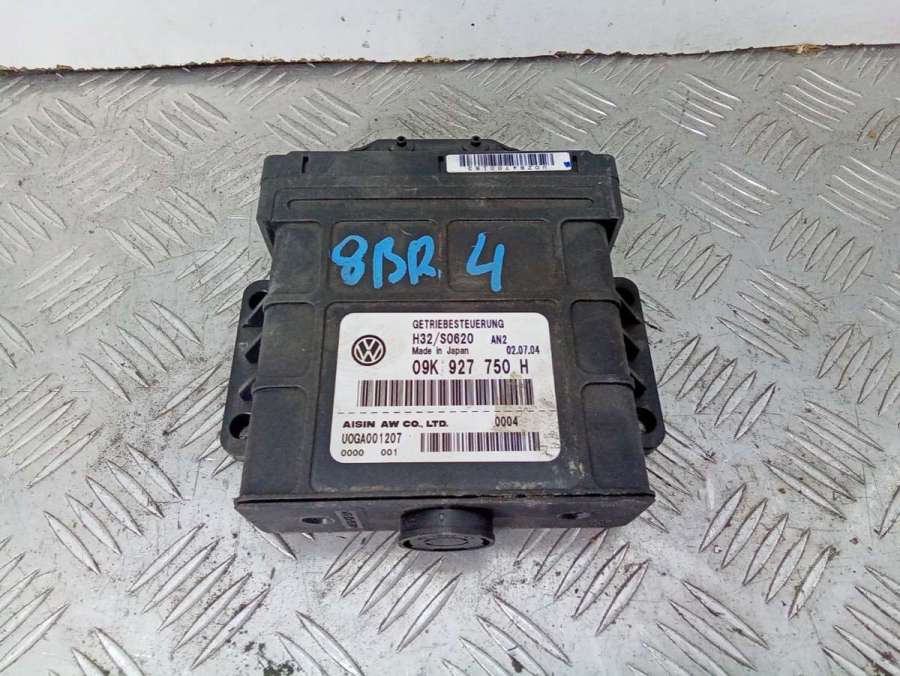 8BR 4
GETRIEBESTEUERUNG
H32/S0620 AN2
Made in Japan 02.07.04
09K 927 750 H
AISIN AW CO., LTD. 0004
UOGA001207
0000 001